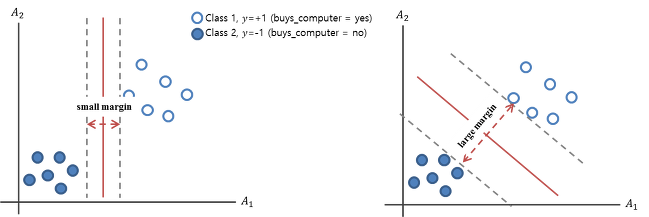 A₂
Class 1, y=+1 (buys_computer = yes)
Class 2, y=-1 (buys_computer = no)
small margin
A₁
A₂
large margin
A₁